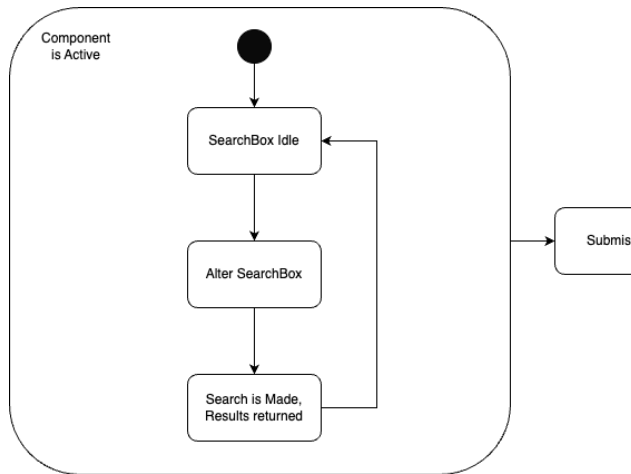 Component
is Active
SearchBox Idle
Alter SearchBox
Submis
Search is Made,
Results returned